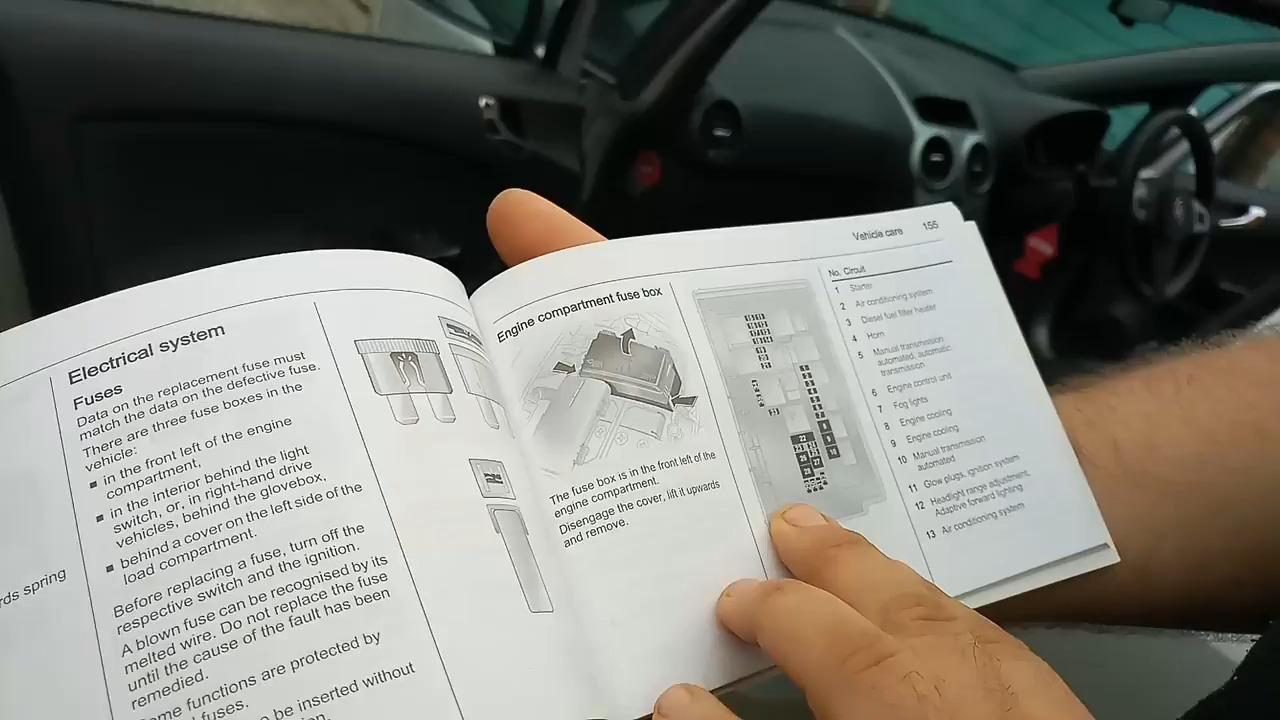 rds spring
Electrical system
Fuses
Data on the replacement fuse must
match the data on the defective fuse.
There are three fuse boxes in the
vehicle:
■ in the front left of the engine
compartment,
■ in the interior behind the light
switch, or, in right-hand drive
vehicles, behind the glovebox,
■ behind a cover on the left side of the
load compartment.
Before replacing a fuse, turn off the
respective switch and the ignition.
A blown fuse can be recognised by its
melted wire. Do not replace the fuse
until the cause of the fault has been
remedied.
ome functions are protected by
fuses.
be inserted without
Vehicle care 155
Engine compartment fuse box
The fuse box is in the front left of the
engine compartment.
Disengage the cover, lift it upwards
and remove.
No. Circuit
1 Starter
2 Air conditioning system
3 Diesel fuel filter heater
4 Horn
5 Manual transmission
automated, automatic
transmission
6 Engine control unit
7 Fog lights
8 Engine cooling
9 Engine cooling
10 Manual transmission
automated
11 Glow plugs, ignition system
12 Headlight range adjustment,
Adaptive forward lighting
13 Air conditioning system